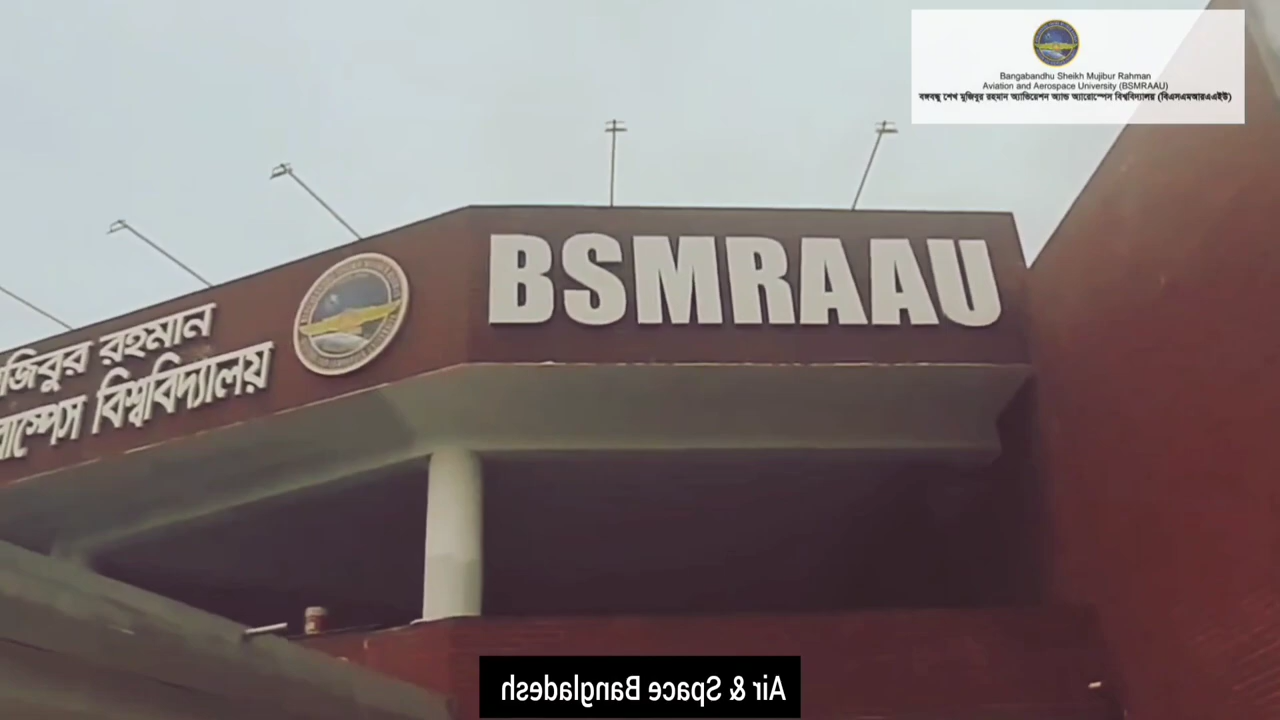 Bangabandhu Sheikh Mujibur Rahman
Aviation and Aerospace University (BSMRAAU)
বঙ্গবন্ধু শেখ মুজিবুর রহমান অ্যাভিয়েশন অ্যান্ড অ্যারোস্পেস বিশ্ববিদ্যালয় (বিএসএমআরএএইউ)
BSMRAAU
রহমান
বিশ্ববিদ্যালয়
Air & Space Bangladesh